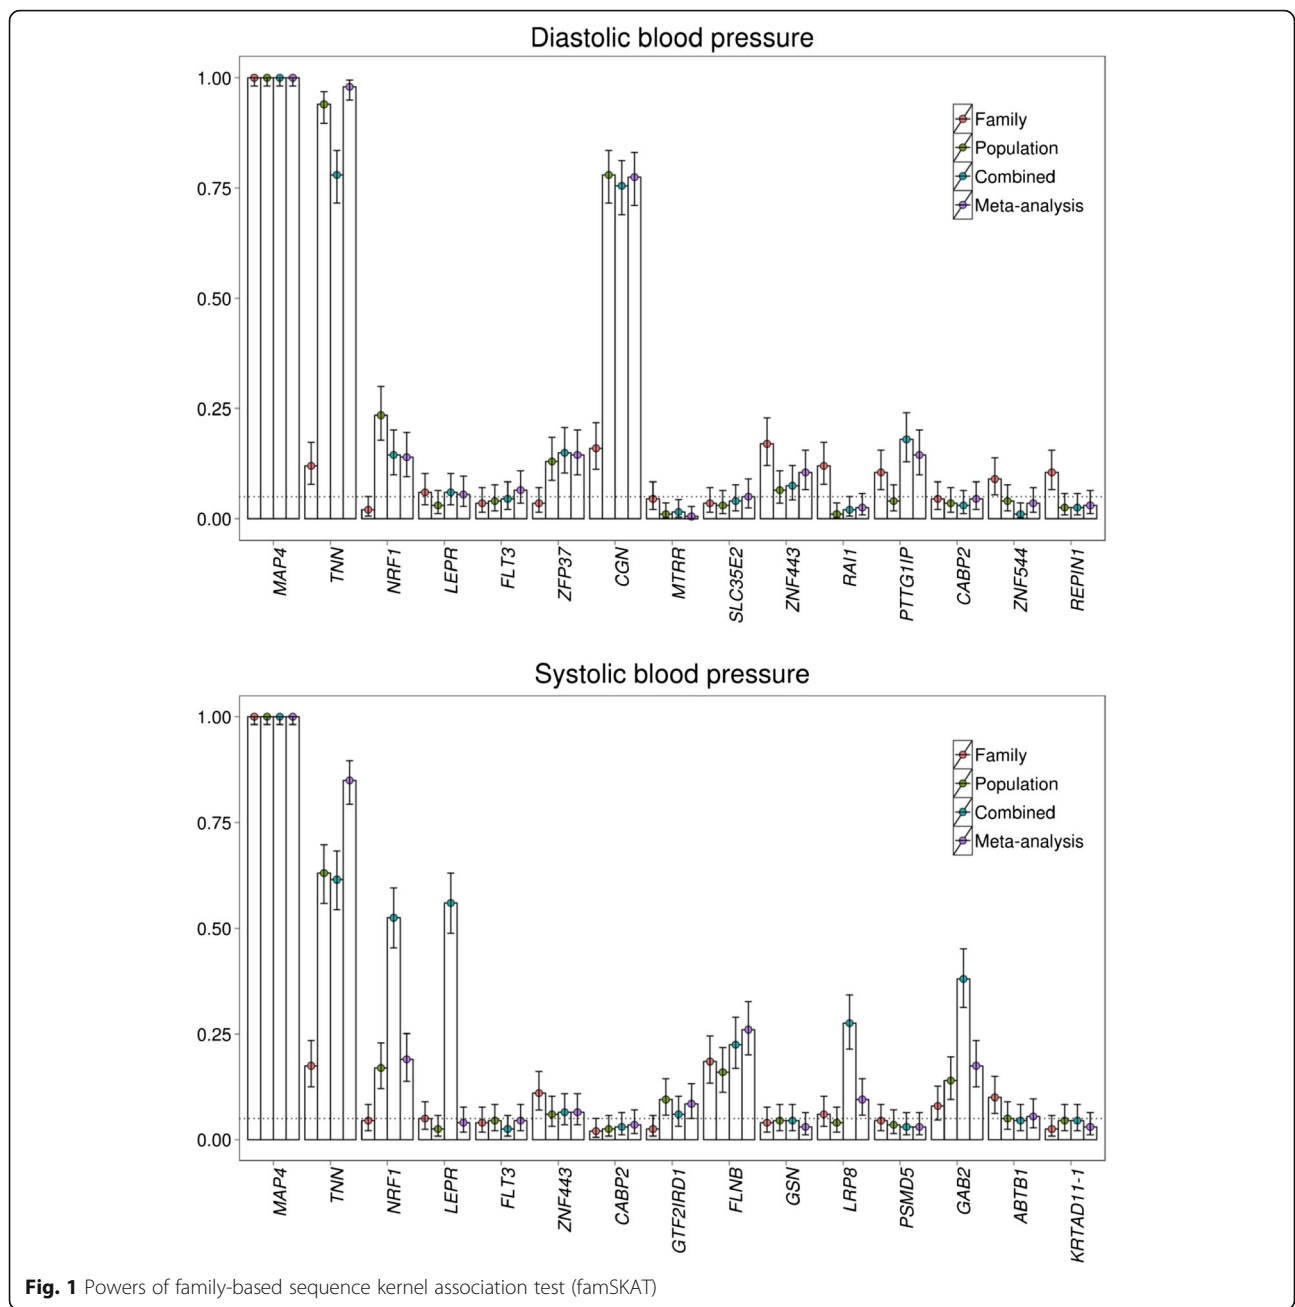 Diastolic blood pressure
1.00
0.75
0.50
0.25
0.00
Family
Population
Combined
Meta-analysis
MAP4
TNN
NRF1
LEPR
FLT3
ZFP37
CGN
MTRR
SLC35E2
ZNF443
RAI1
PTTG1IP
CABP2
ZNF544
REPIN1
Systolic blood pressure
1.00
0.75
0.50
0.25
0.00
Family
Population
Combined
Meta-analysis
MAP4
TNN
NRF1
LEPR
FLT3
ZNF443
CABP2
GTF2IRD1
FLNB
GSN
LRP8
PSMD5
GAB2
ABTB1
KRTAD11-1
Fig. 1 Powers of family-based sequence kernel association test (famSKAT)